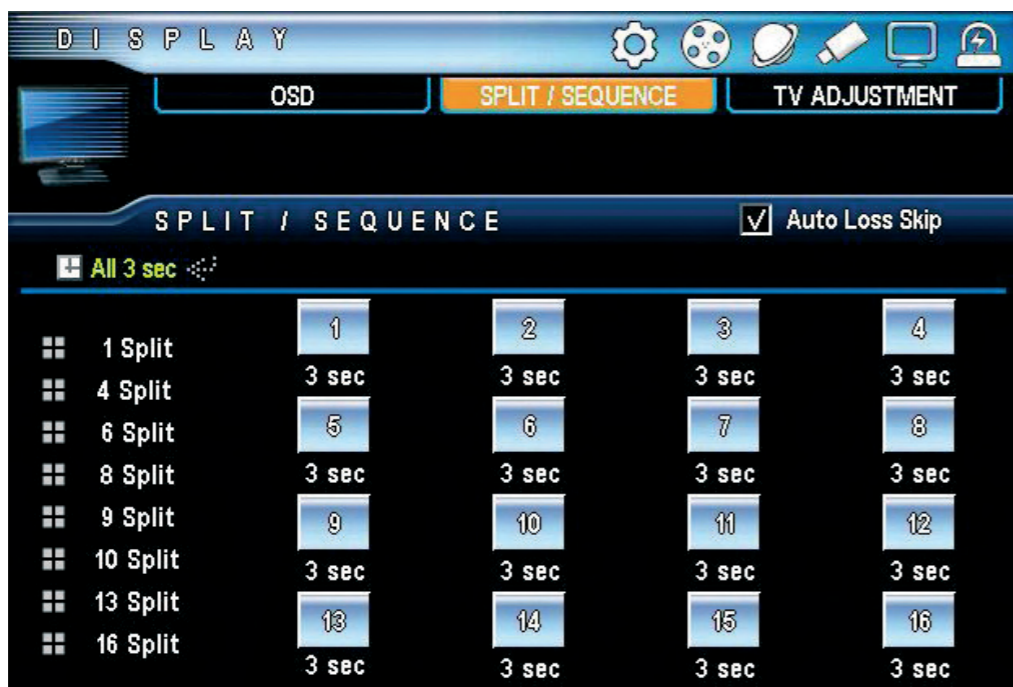 DISPLAY
OSD SPLIT / SEQUENCE TV ADJUSTMENT
SPLIT / SEQUENCE Auto Loss Skip
All 3 sec
1 Split
4 Split
6 Split
8 Split
9 Split
10 Split
13 Split
16 Split
1 2 3 4
3 sec 3 sec 3 sec 3 sec
5 6 7 8
3 sec 3 sec 3 sec 3 sec
9 10 11 12
3 sec 3 sec 3 sec 3 sec
13 14 15 16
3 sec 3 sec 3 sec 3 sec